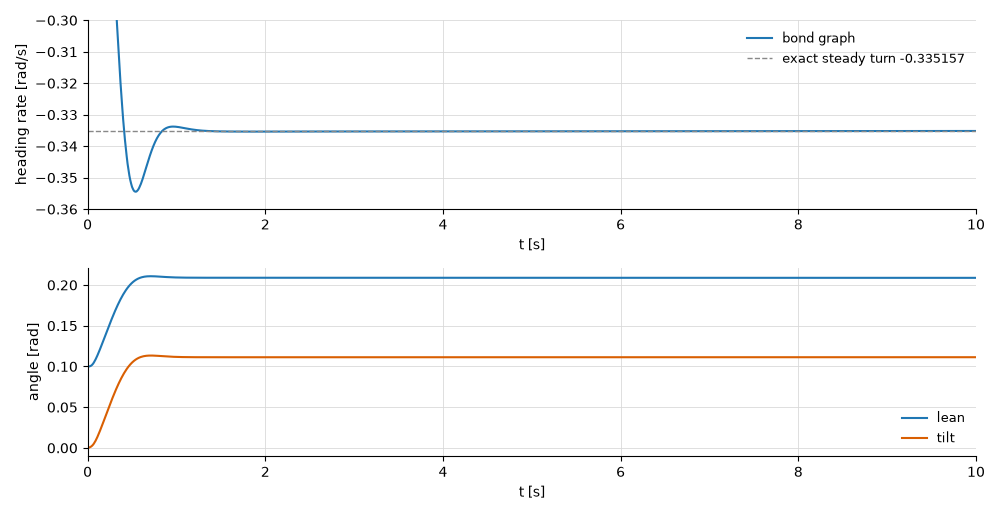 −0.30
−0.31
−0.32
−0.33
−0.34
−0.35
−0.36
heading rate [rad/s]
bond graph
exact steady turn -0.335157
0 2 4 6 8 10
t [s]
0.20
0.15
0.10
0.05
0.00
angle [rad]
lean
tilt
0 2 4 6 8 10
t [s]